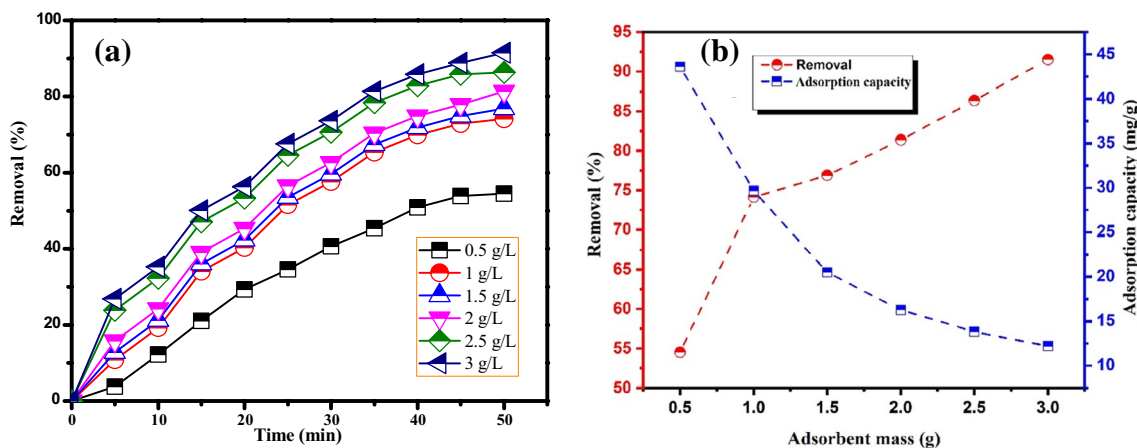 (a)
Removal (%)
100
80
60
40
20
0
0 10 20 30 40 50
Time (min)
0.5 g/L
1 g/L
1.5 g/L
2 g/L
2.5 g/L
3 g/L
(b)
Removal (%)
95
90
85
80
75
70
65
60
55
50
Removal
Adsorption capacity
45
40
35
30
25
20
15
10
Adsorption capacity (mg/g)
0.5 1.0 1.5 2.0 2.5 3.0
Adsorbent mass (g)